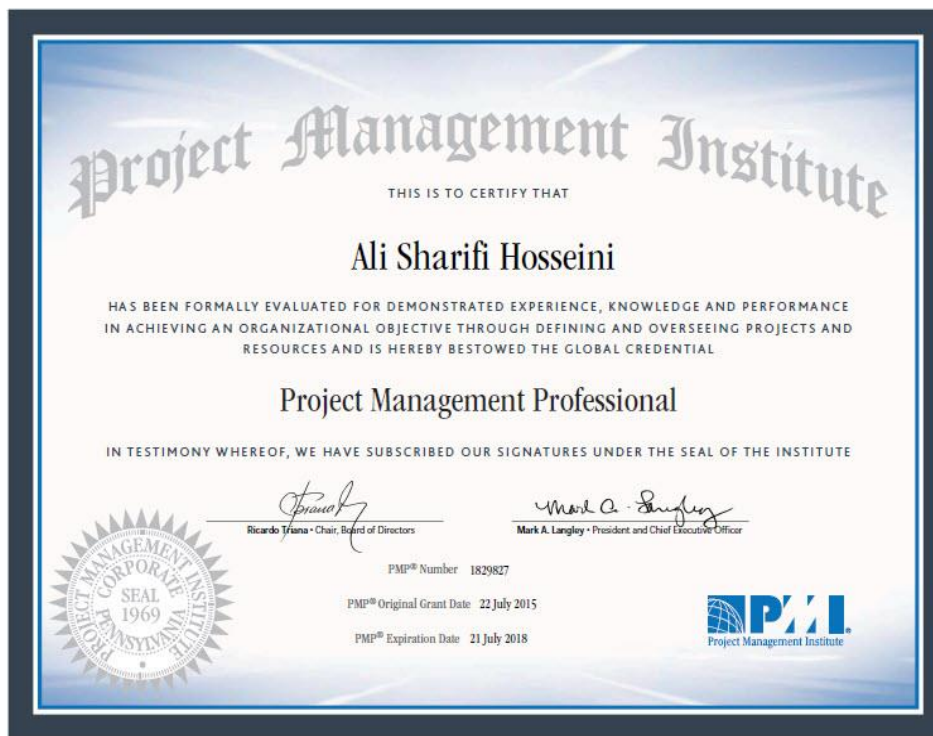 Project Management Institute
THIS IS TO CERTIFY THAT
Ali Sharifi Hosseini
HAS BEEN FORMALLY EVALUATED FOR DEMONSTRATED EXPERIENCE, KNOWLEDGE AND PERFORMANCE
IN ACHIEVING AN ORGANIZATIONAL OBJECTIVE THROUGH DEFINING AND OVERSEEING PROJECTS AND
RESOURCES AND IS HEREBY BESTOWED THE GLOBAL CREDENTIAL
Project Management Professional
IN TESTIMONY WHEREOF, WE HAVE SUBSCRIBED OUR SIGNATURES UNDER THE SEAL OF THE INSTITUTE
Mark A. Langley
Ricardo Triana • Chair, Board of Directors
Mark A. Langley • President and Chief Executive Officer
PMP® Number 1829827
PMP® Original Grant Date 22 July 2015
PMP® Expiration Date 21 July 2018
PROJECT MANAGEMENT INSTITUTE
CORPORATE
SEAL
1969
PENNSYLVANIA
PMI®
Project Management Institute